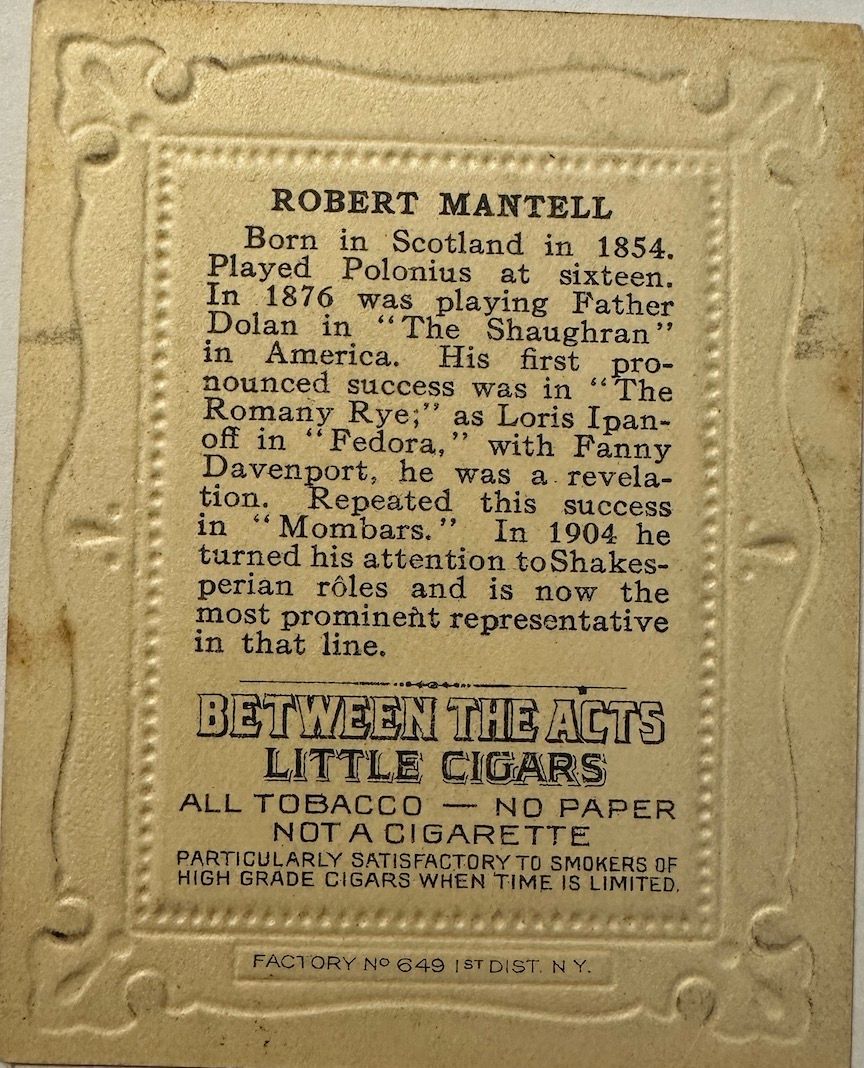 ROBERT MANTELL
Born in Scotland in 1854.
Played Polonius at sixteen.
In 1876 was playing Father
Dolan in "The Shaughran"
in America. His first pro-
nounced success was in "The
Romany Rye;" as Loris Ipan-
off in "Fedora," with Fanny
Davenport, he was a revela-
tion. Repeated this success
in "Mombars." In 1904 he
turned his attention to Shakes-
perian rôles and is now the
most prominent representative
in that line.
BETWEEN THE ACTS
LITTLE CIGARS
ALL TOBACCO — NO PAPER
NOT A CIGARETTE
PARTICULARLY SATISFACTORY TO SMOKERS OF
HIGH GRADE CIGARS WHEN TIME IS LIMITED.
FACTORY Nº 649 1ST DIST. N Y.